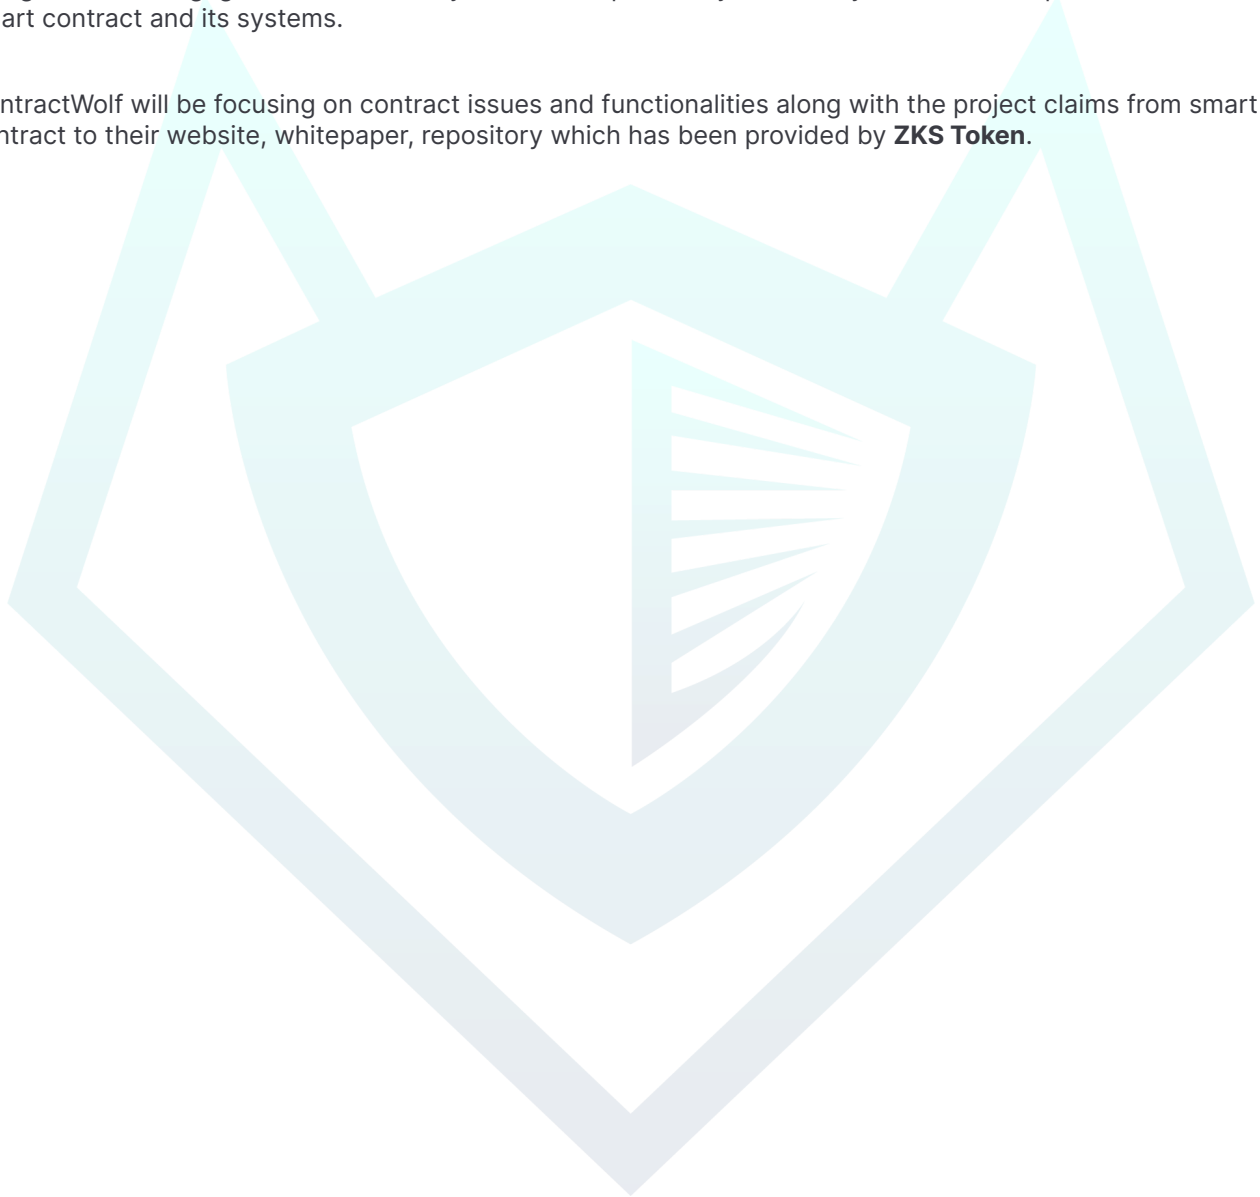 art contract and its systems.
ntractWolf will be focusing on contract issues and functionalities along with the project claims from smart
ntract to their website, whitepaper, repository which has been provided by ZKS Token.